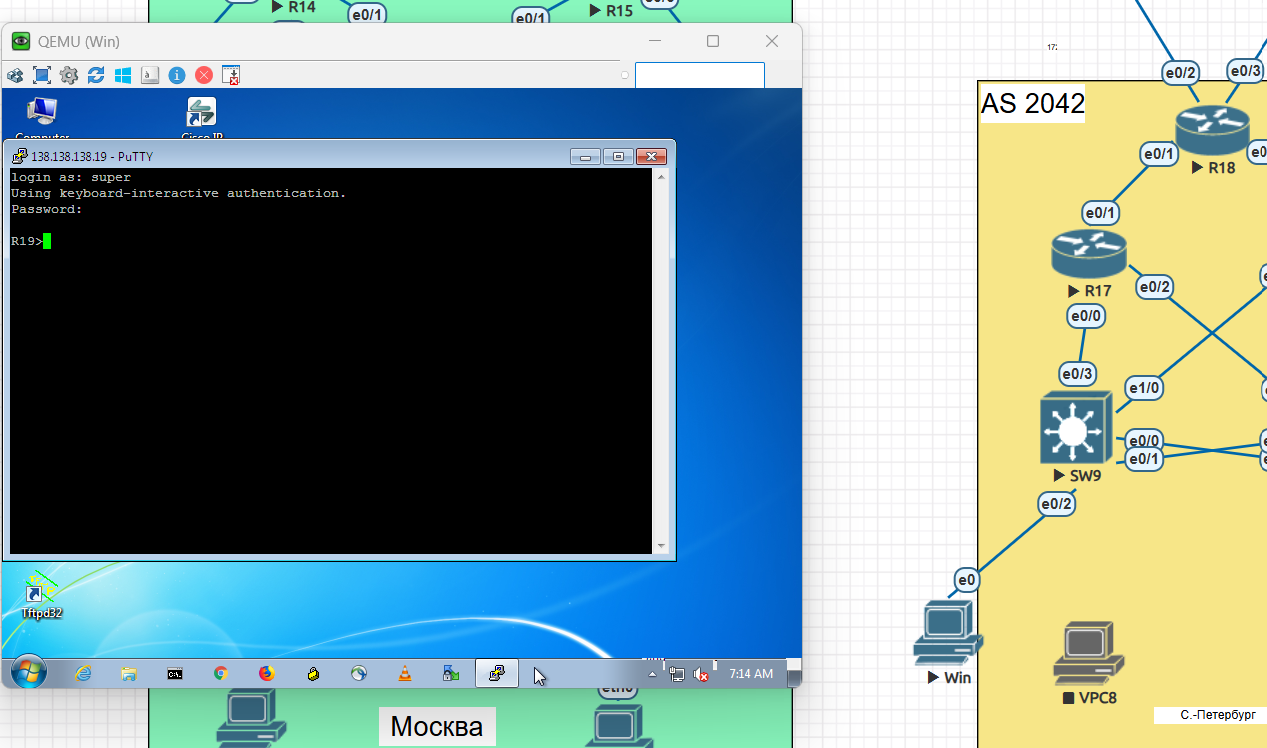 R14
e0/1
e0/1
R15
QEMU (Win)
Computer
Cisco IP
138.138.138.19 - PuTTY
login as: super
Using keyboard-interactive authentication.
Password:
R19>
Tftpd32
C:\.
7:14 AM
Москва
172
AS 2042
e0/2
e0/3
R18
e0/1
e0/1
R17
e0/2
e0/0
e0/3
e1/0
e0/0
e0/1
SW9
e0/2
e0
Win
VPC8
С.-Петербург